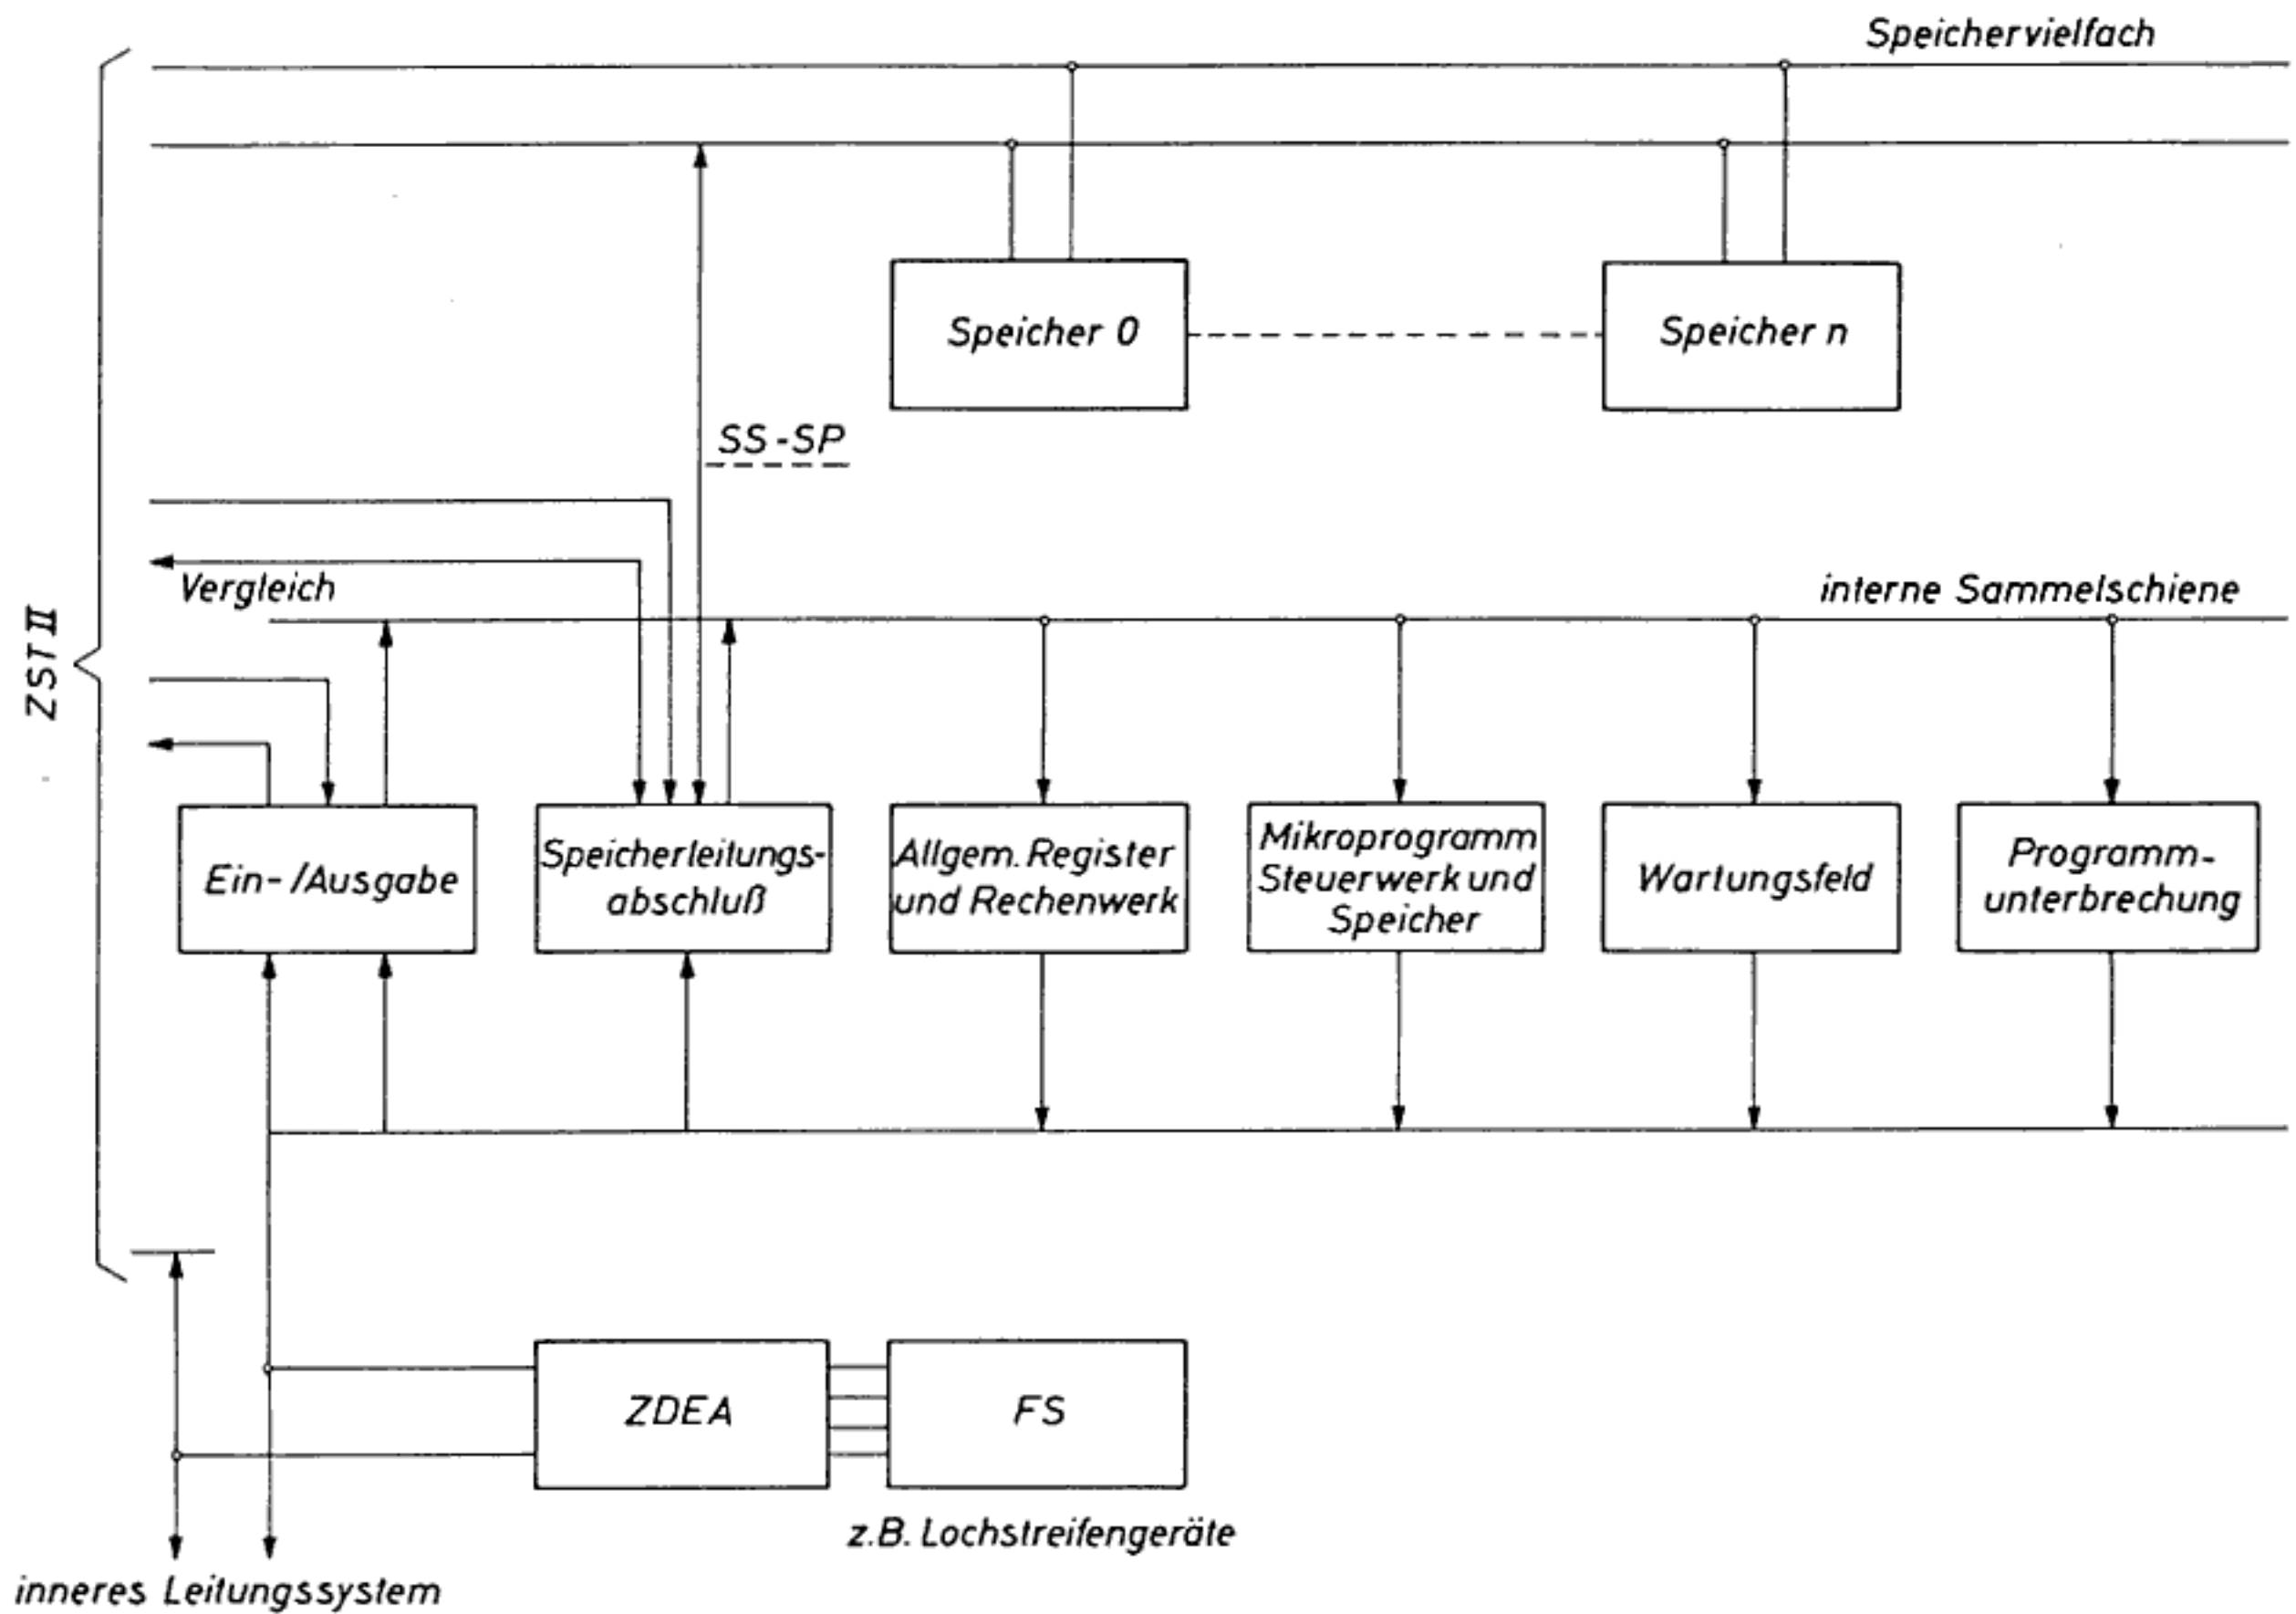 Speichervielfach
Speicher 0
Speicher n
SS-SP
Vergleich
interne Sammelschiene
ZST II
Ein-/Ausgabe
Speicherleitungs-
abschluß
Allgem. Register
und Rechenwerk
Mikroprogramm
Steuerwerk und
Speicher
Wartungsfeld
Programm-
unterbrechung
ZDEA
FS
z.B. Lochstreifengeräte
inneres Leitungssystem